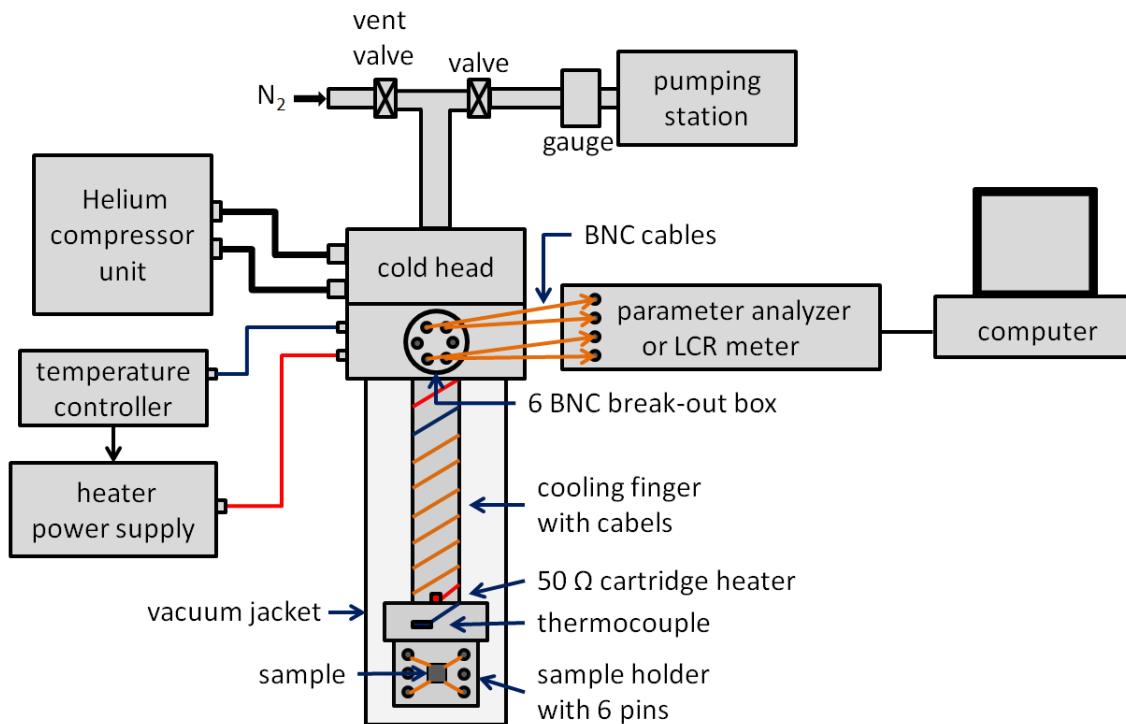 vent
valve
valve
N₂
pumping
station
gauge
Helium
compressor
unit
BNC cables
cold head
parameter analyzer
or LCR meter
computer
temperature
controller
6 BNC break-out box
heater
power supply
cooling finger
with cabels
50 Ω cartridge heater
vacuum jacket
thermocouple
sample
sample holder
with 6 pins